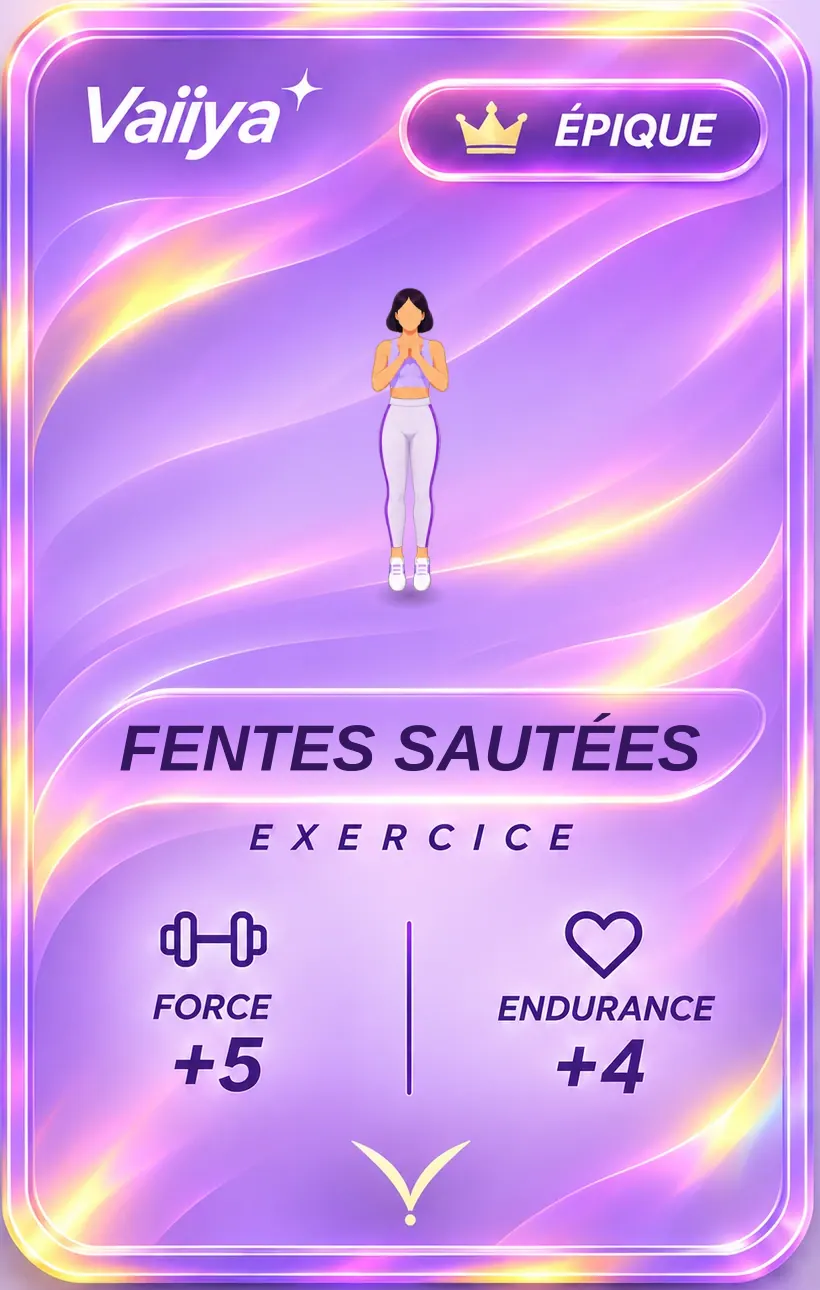 Vaiiya
ÉPIQUE
FENTES SAUTÉES
EXERCICE
FORCE
ENDURANCE
+5
+4